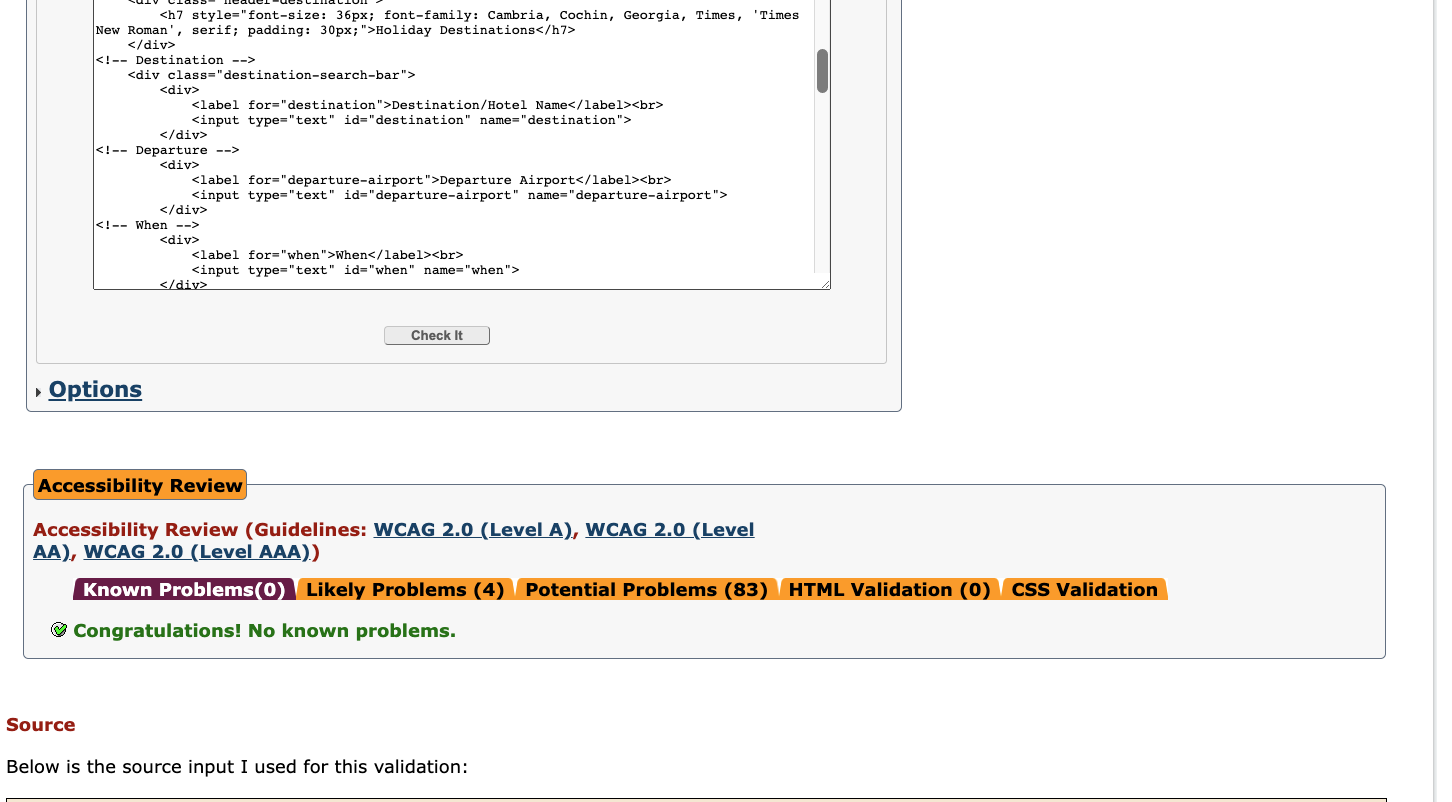 <div class="header-destination">
<h7 style="font-size: 36px; font-family: Cambria, Cochin, Georgia, Times, 'Times
New Roman', serif; padding: 30px;">Holiday Destinations</h7>
</div>
<!-- Destination -->
<div class="destination-search-bar">
<div>
<label for="destination">Destination/Hotel Name</label><br>
<input type="text" id="destination" name="destination">
</div>
<!-- Departure -->
<div>
<label for="departure-airport">Departure Airport</label><br>
<input type="text" id="departure-airport" name="departure-airport">
</div>
<!-- When -->
<div>
<label for="when">When</label><br>
<input type="text" id="when" name="when">
</div>
Check It
Options
Accessibility Review
Accessibility Review (Guidelines: WCAG 2.0 (Level A), WCAG 2.0 (Level
AA), WCAG 2.0 (Level AAA))
Known Problems(0) Likely Problems (4) Potential Problems (83) HTML Validation (0) CSS Validation
Congratulations! No known problems.
Source
Below is the source input I used for this validation: